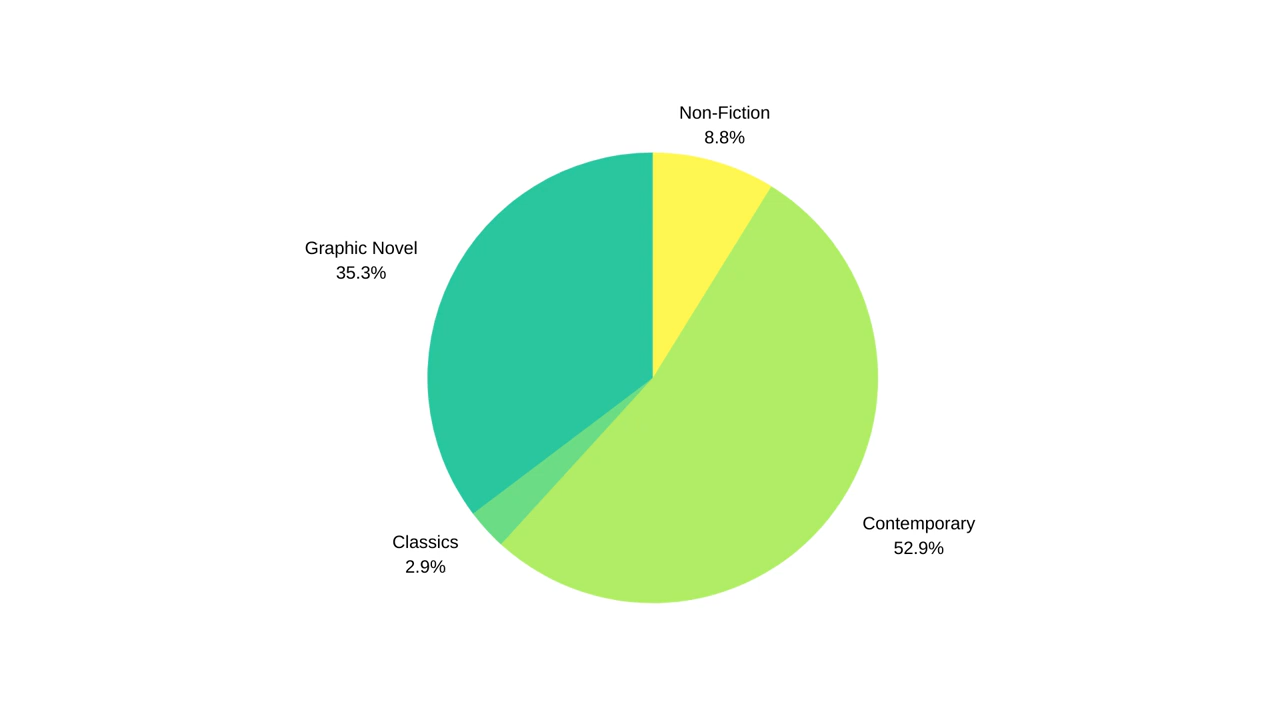 Non-Fiction
8.8%
Graphic Novel
35.3%
Contemporary
52.9%
Classics
2.9%